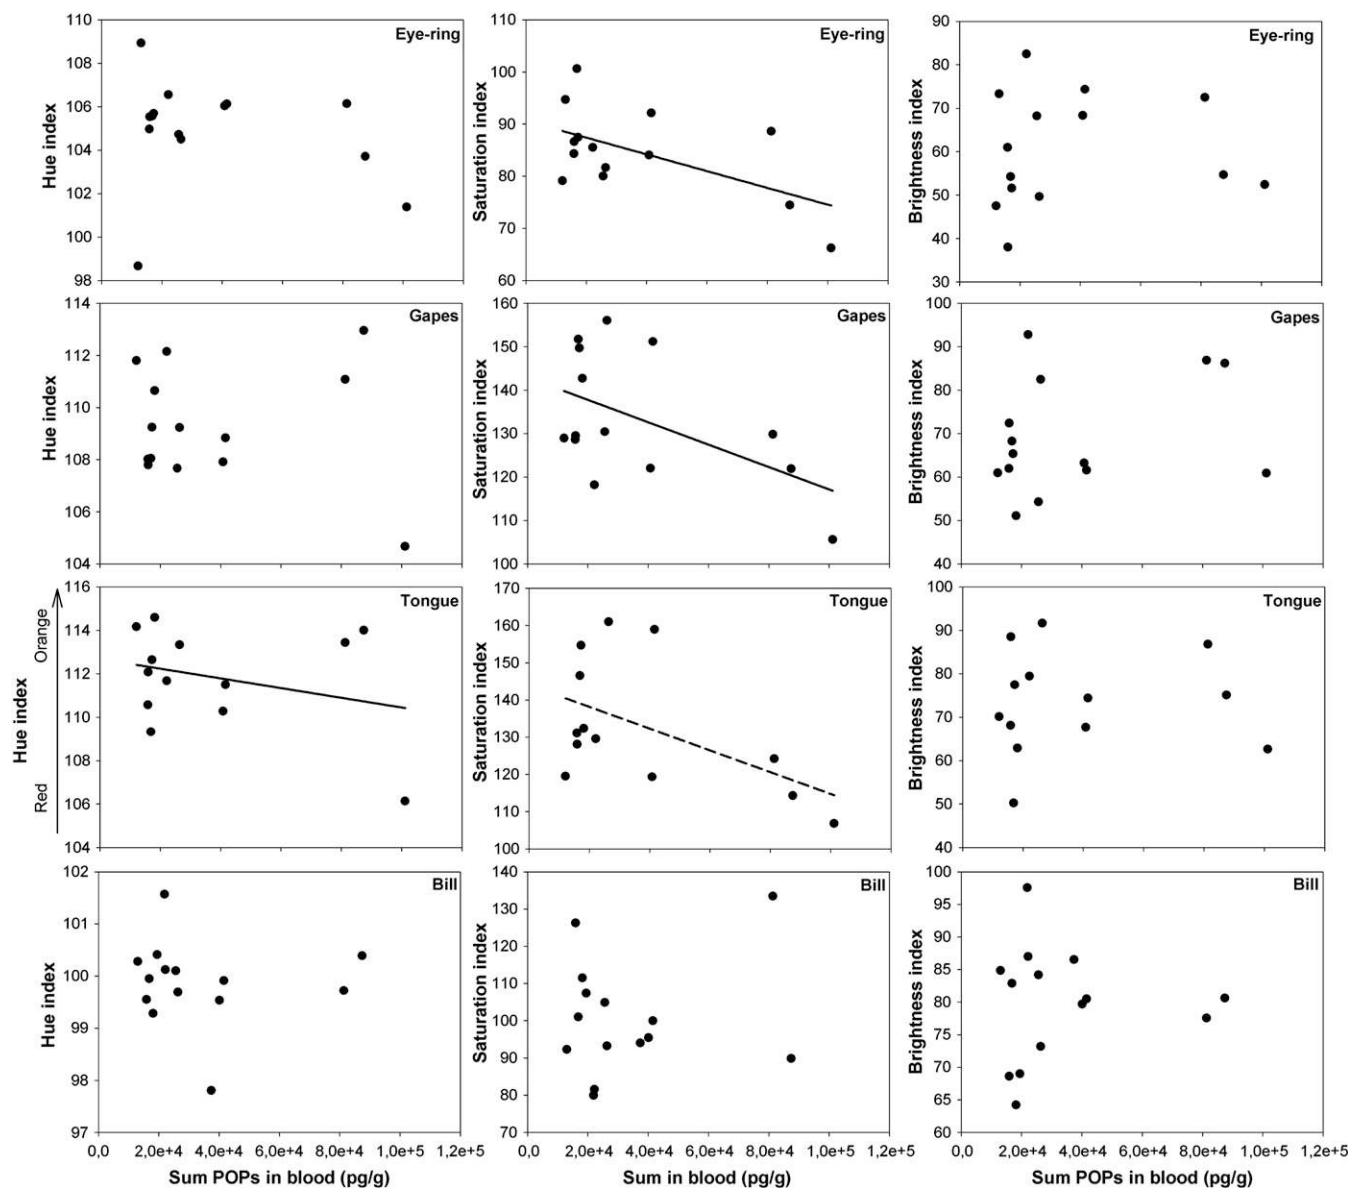 110
108
106
104
102
100
98
Hue index
Eye-ring
110
100
90
80
70
60
Saturation index
Eye-ring
90
80
70
60
50
40
30
Brightness index
Eye-ring
114
112
110
108
106
104
Hue index
Gapes
160
150
140
130
120
110
100
Saturation index
Gapes
100
90
80
70
60
50
40
Brightness index
Gapes
116
114
112
110
108
106
104
Hue index
Orange
Red
Tongue
170
160
150
140
130
120
110
100
Saturation index
Tongue
100
90
80
70
60
50
40
Brightness index
Tongue
102
101
100
99
98
97
Hue index
Bill
140
130
120
110
100
90
80
70
Saturation index
Bill
100
95
90
85
80
75
70
65
60
Brightness index
Bill
0,0 2,0e+4 4,0e+4 6,0e+4 8,0e+4 1,0e+5 1,2e+5
Sum POPs in blood (pg/g)
0,0 2,0e+4 4,0e+4 6,0e+4 8,0e+4 1,0e+5 1,2e+5
Sum in blood (pg/g)
0,0 2,0e+4 4,0e+4 6,0e+4 8,0e+4 1,0e+5 1,2e+5
Sum POPs in blood (pg/g)